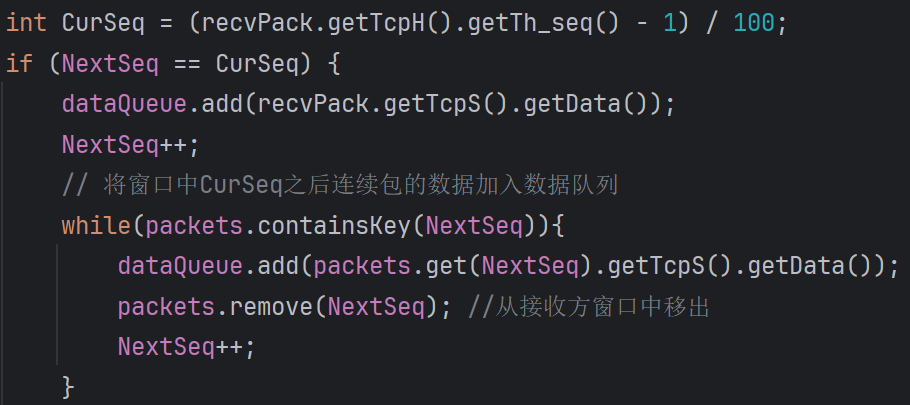 int CurSeq = (recvPack.getTcpH().getTh_seq() - 1) / 100;
if (NextSeq == CurSeq) {
    dataQueue.add(recvPack.getTcpS().getData());
    NextSeq++;
    // 将窗口中CurSeq之后连续包的数据加入数据队列
    while(packets.containsKey(NextSeq)){
        dataQueue.add(packets.get(NextSeq).getTcpS().getData());
        packets.remove(NextSeq); //从接收方窗口中移出
        NextSeq++;
    }